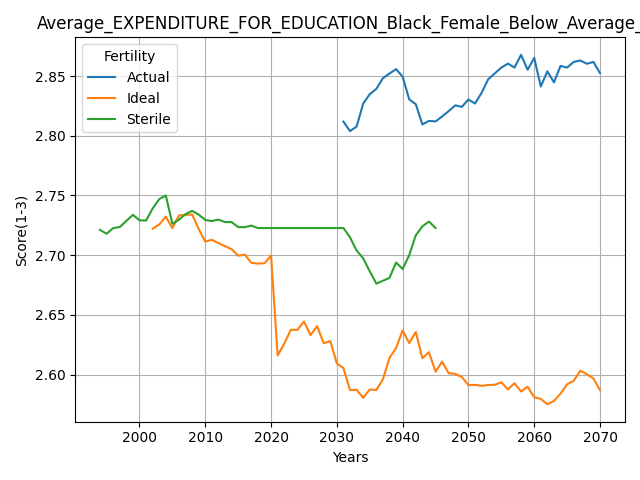 Average_EXPENDITURE_FOR_EDUCATION_Black_Female_Below_Average_
Fertility
Actual
Ideal
Sterile
Score(1-3)
2.85
2.80
2.75
2.70
2.65
2.60
2000 2010 2020 2030 2040 2050 2060 2070
Years